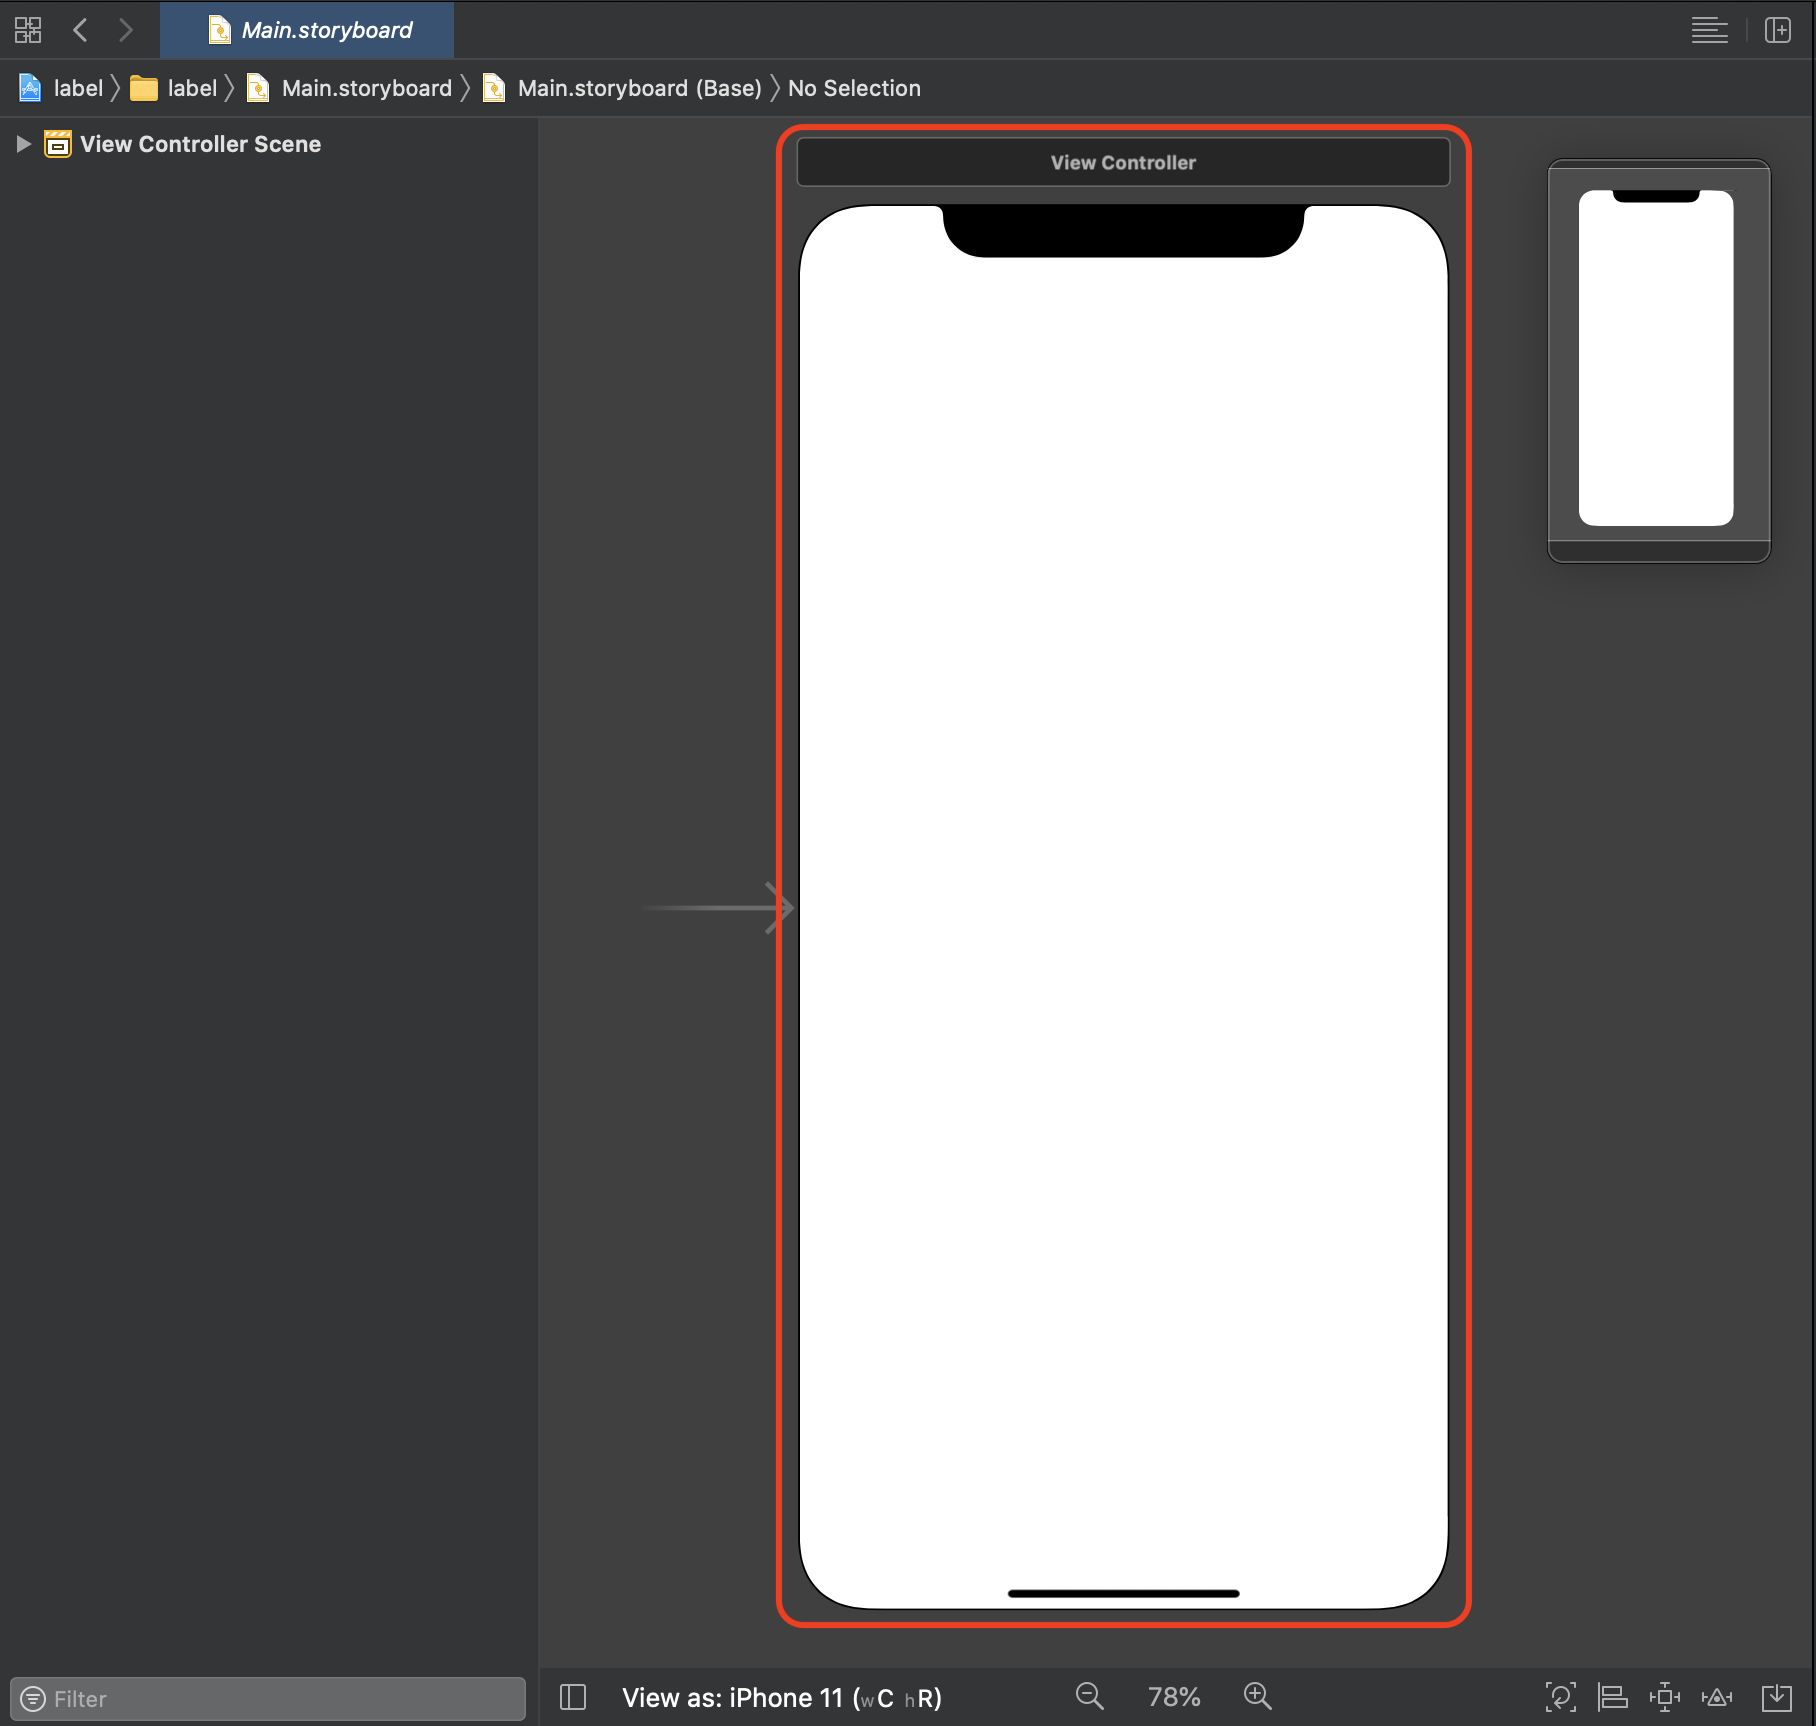 Main.storyboard
label label Main.storyboard Main.storyboard (Base) No Selection
View Controller Scene
View Controller
Filter
View as: iPhone 11 (wC hR)
78%